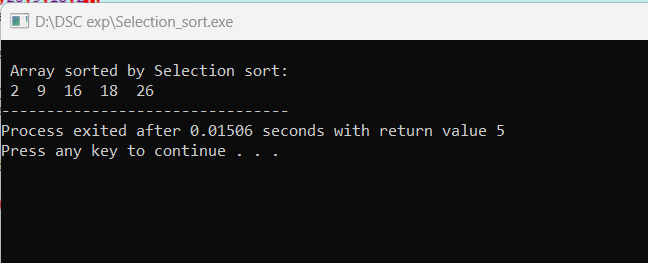 D:\DSC exp\Selection_sort.exe
Array sorted by Selection sort:
2  9  16  18  26
--------------------------------
Process exited after 0.01506 seconds with return value 5
Press any key to continue . . .